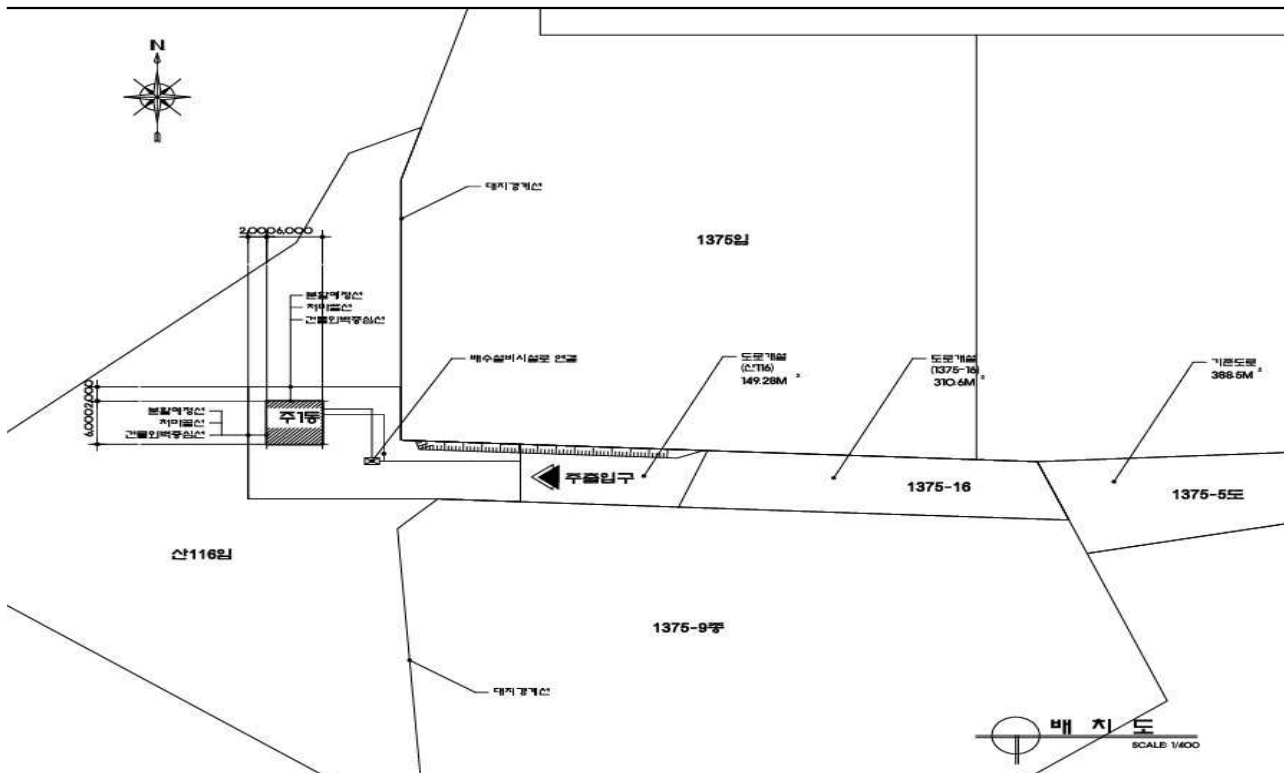 N
대지경계선
2,000 6,000
1375임
분할예정선
처마끝선
건물외벽중심선
배수설비시설로 연결
도로개설
(산116)
149.28M²
도로개설
(1375-16)
310.6M²
기존도로
388.5M²
6,000 2,000
분할예정선
처마끝선
건물외벽중심선
주1동
주출입구
1375-16
1375-5도
산116임
1375-9종
대지경계선
배 치 도
SCALE: 1/400